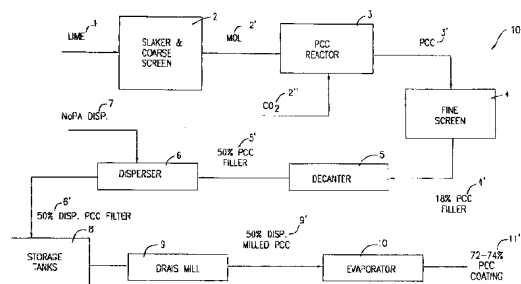 1
LIME
2
SLAKER &
COARSE
SCREEN
2'
MOL
3
PCC
REACTOR
3'
PCC
10
2"
CO2
4
FINE
SCREEN
7
NoPA DISP.
6
DISPERSER
5'
50% PCC
FILLER
5
DECANTER
4'
18% PCC
FILLER
6'
50% DISP. PCC FILTER
8
STORAGE
TANKS
9
DRAIS MILL
9'
50% DISP.
MILLED PCC
10
EVAPORATOR
11'
72-74%
PCC
COATING